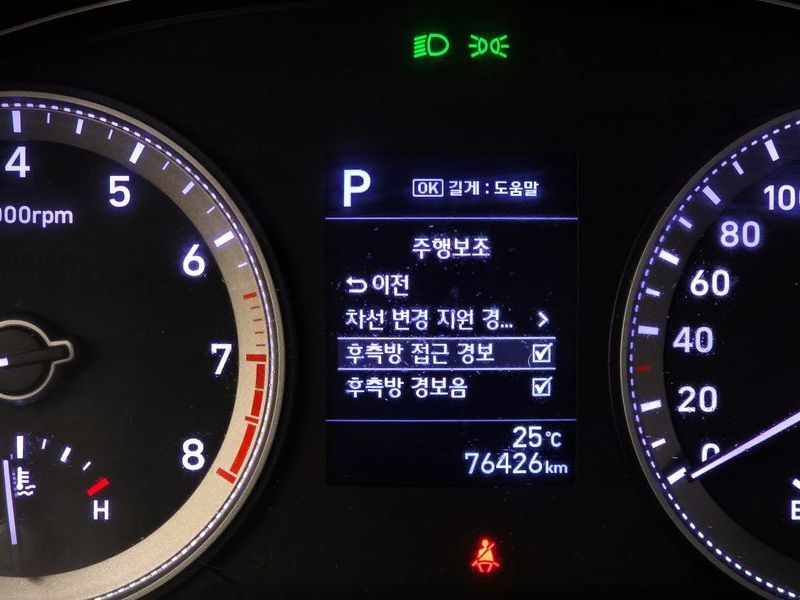 4
5
6
7
8
000rpm
H
P
OK 길게 : 도움말
주행보조
이전
차선 변경 지원 경...
후측방 접근 경보
후측방 경보음
25℃
76426km
100
80
60
40
20
0
E